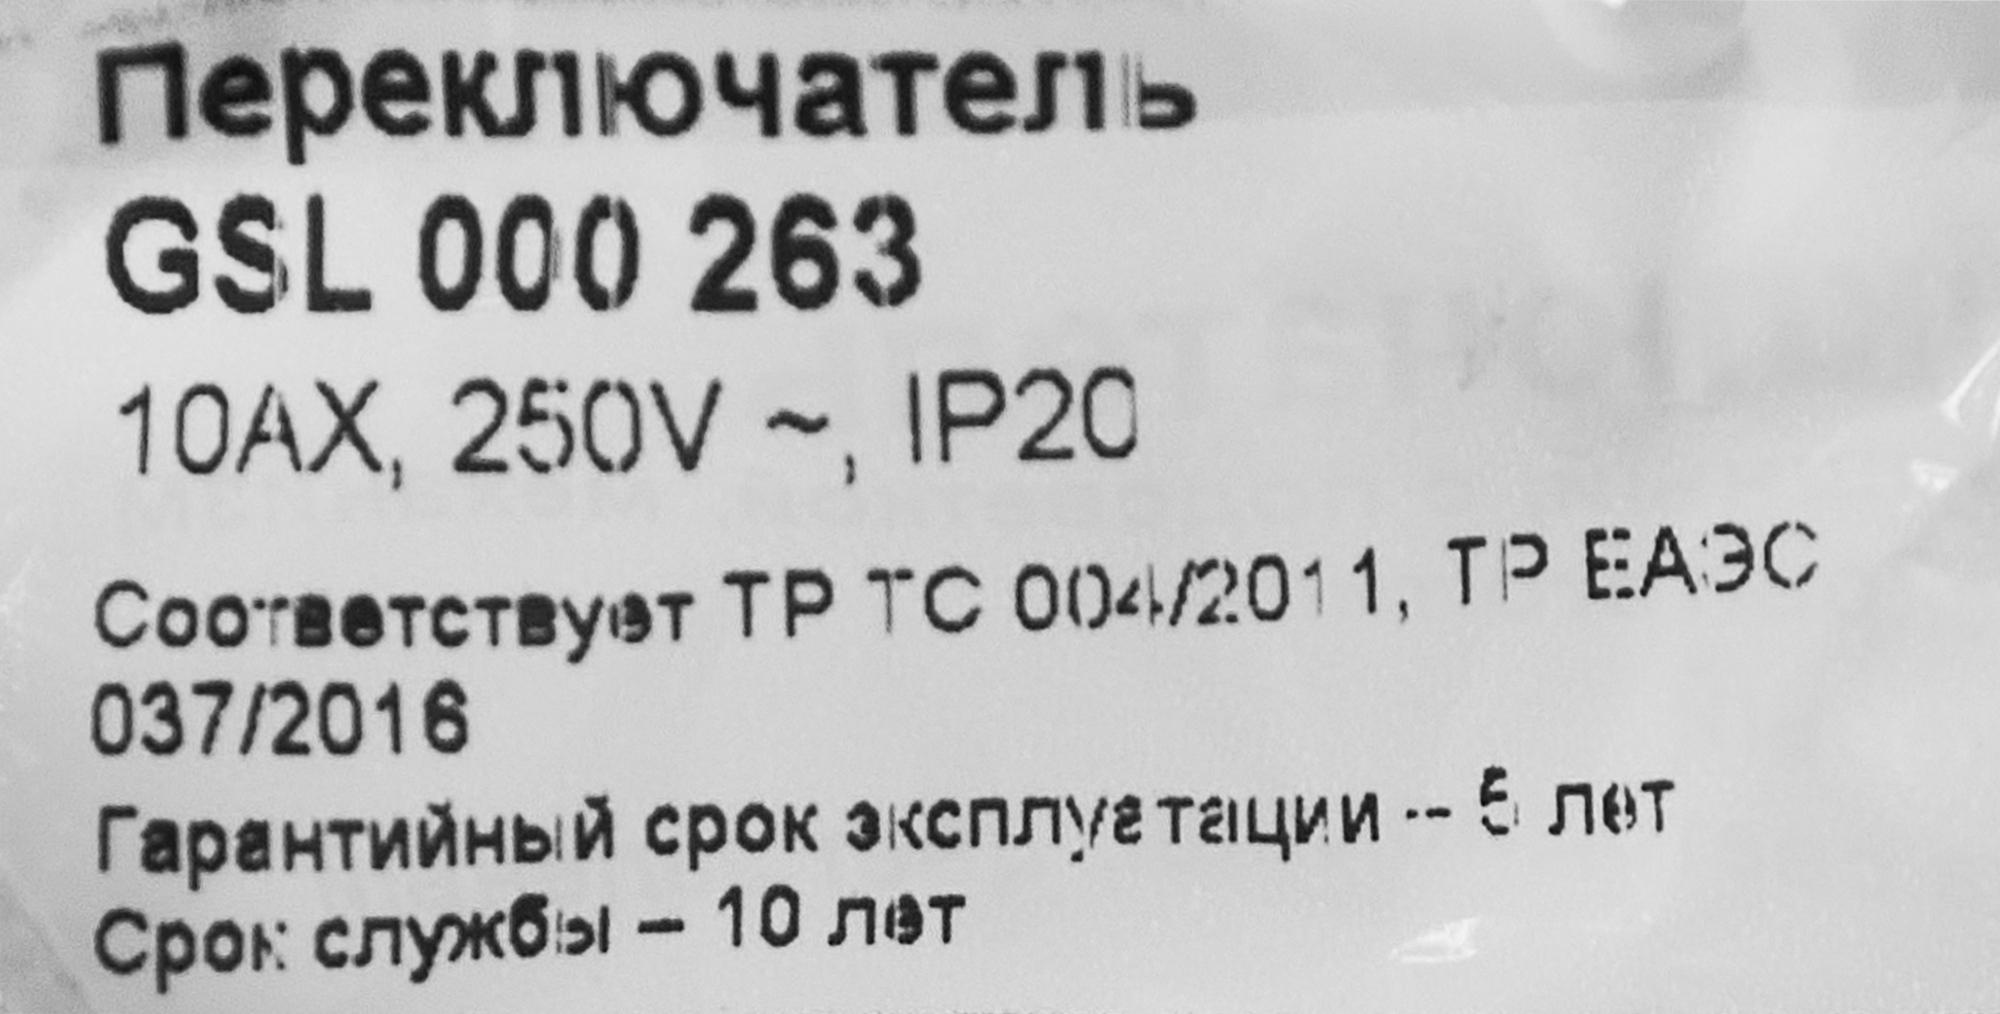 Переключатель
GSL 000 263
10AX, 250V ~, IP20
Соответствует ТР ТС 004/2011, ТР ЕАЭС
037/2016
Гарантийный срок эксплуатации -- 5 лет
Срок службы – 10 лет